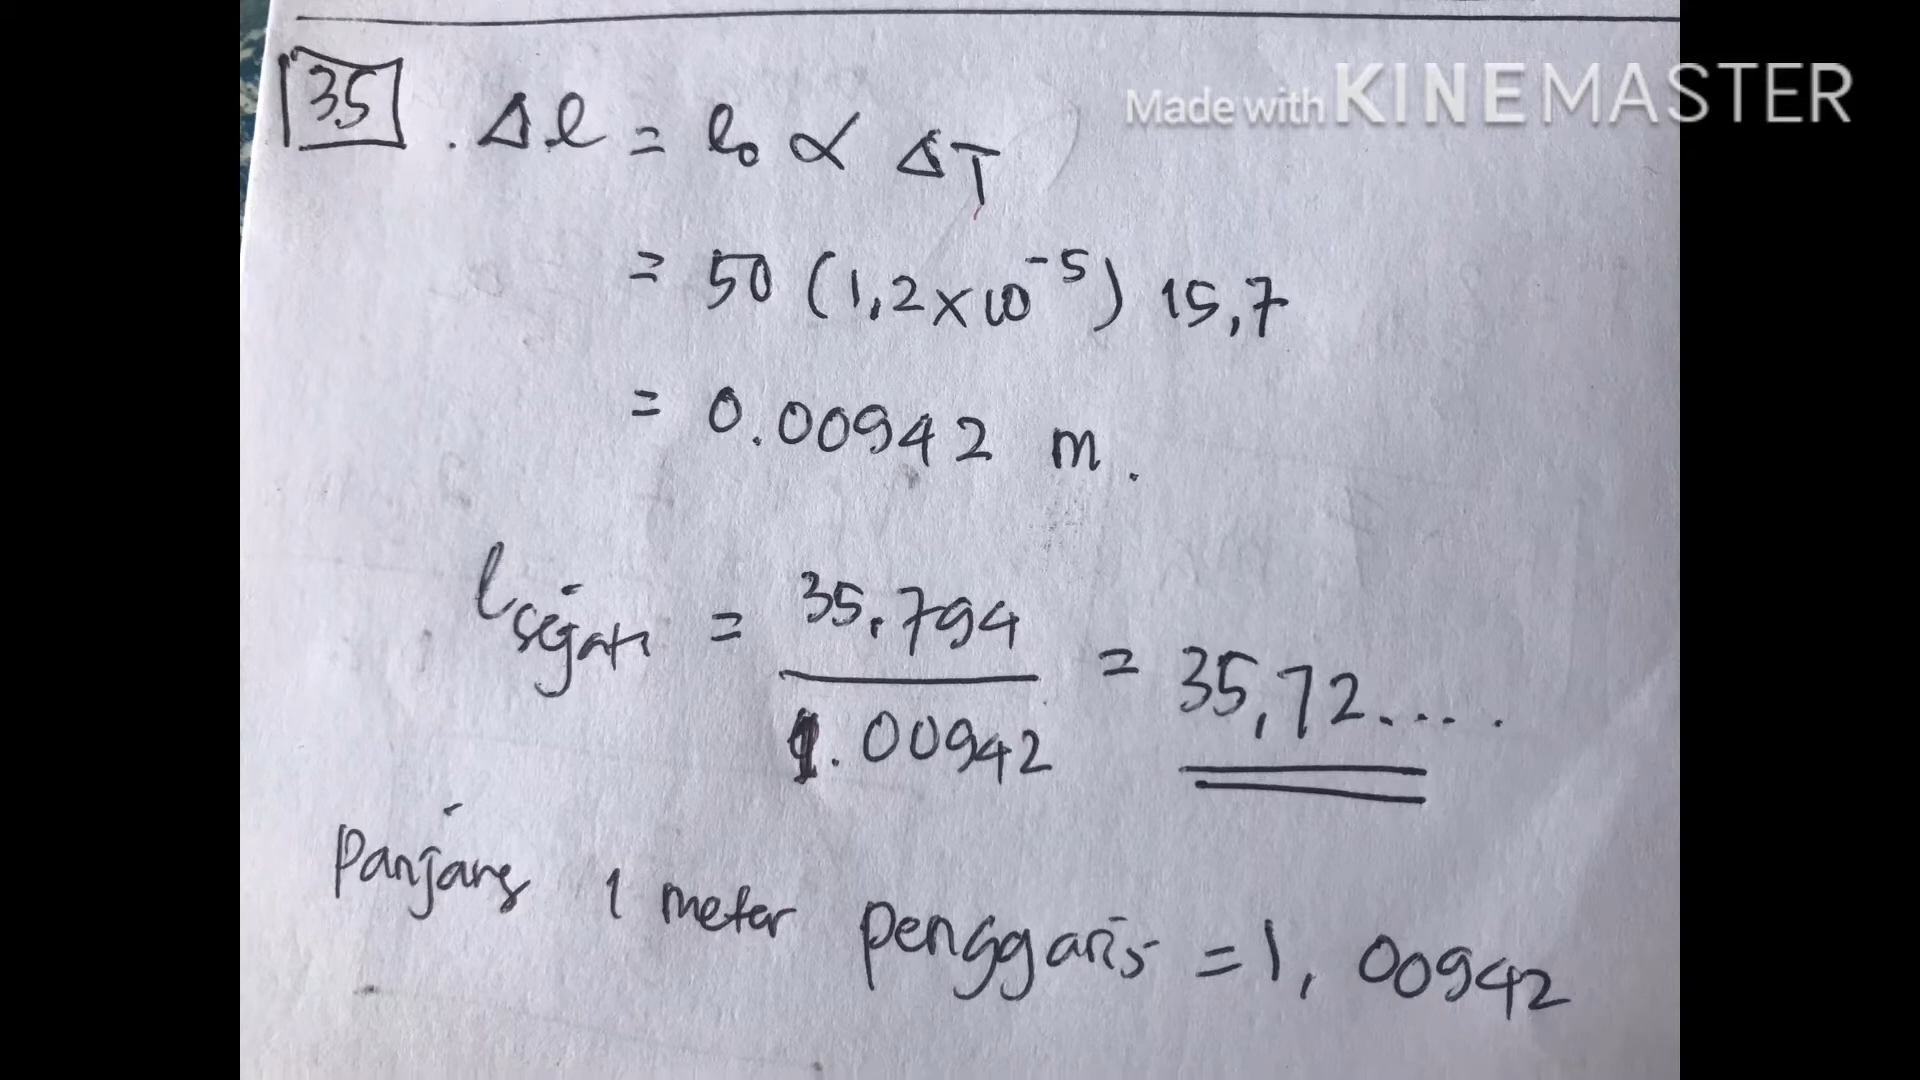 35 . Δl = l₀ α ΔT
Made with KINEMASTER
= 50 (1,2×10⁻⁵) 15,7
= 0.00942 m.
lsejati = 35,794 / 1.00942 = 35,72.... .
Panjang 1 meter penggaris = 1, 00942